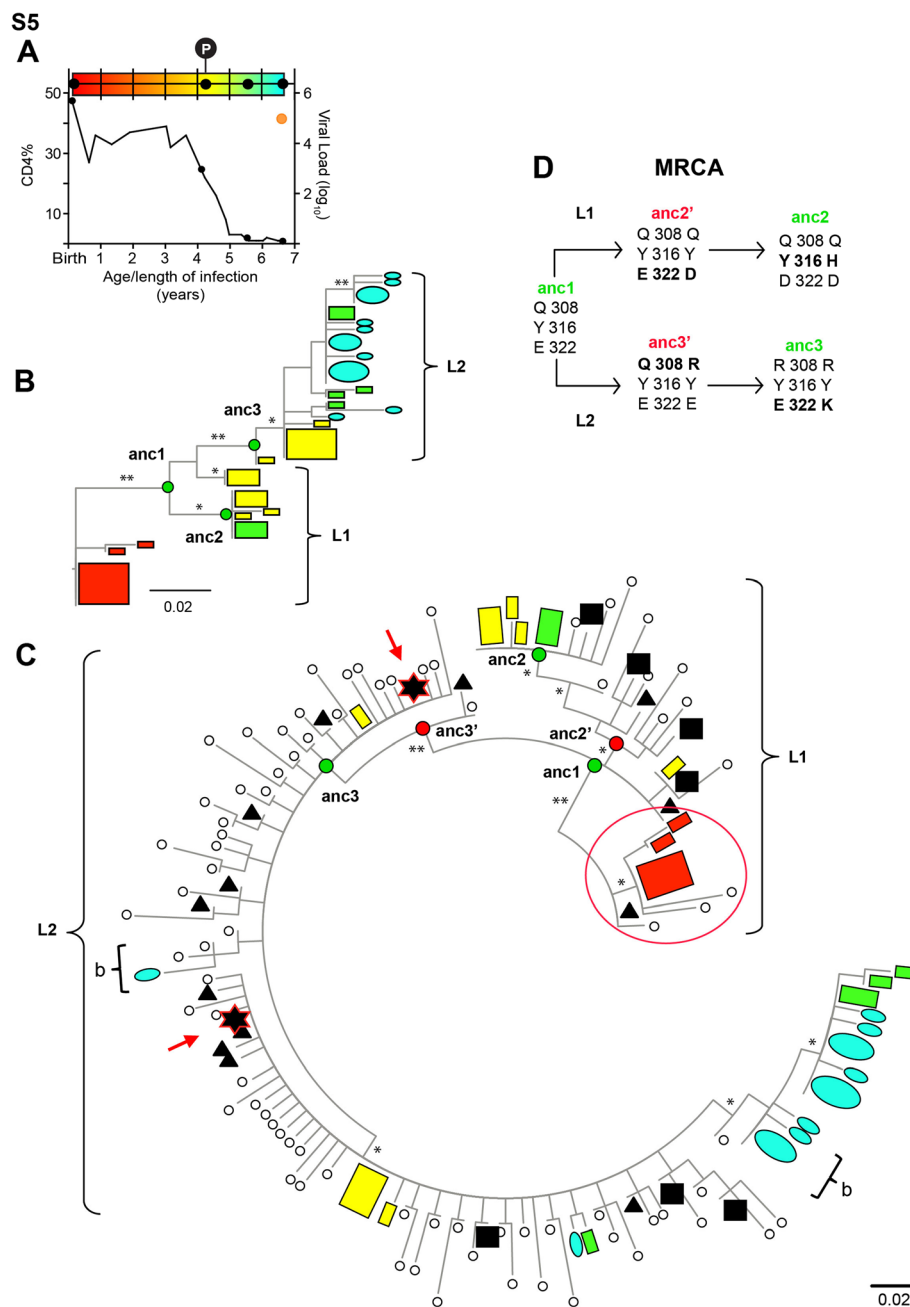 S5
A
P
50
30
10
CD4%
6
4
2
Viral Load (log10)
Birth 1 2 3 4 5 6 7
Age/length of infection
(years)
D
MRCA
L1
anc2’
anc2
Q 308 Q
Y 316 Y
E 322 D
Q 308 Q
Y 316 H
D 322 D
anc1
Q 308
Y 316
E 322
anc3’
anc3
Q 308 R
Y 316 Y
E 322 E
R 308 R
Y 316 Y
E 322 K
L2
B
**
L2
anc3
*
**
anc1
**
*
*
anc2
L1
0.02
C
anc2
*
*
L1
anc3’
**
anc2’
*
anc1
**
anc3
*
L2
b
*
*
*
b
0.02